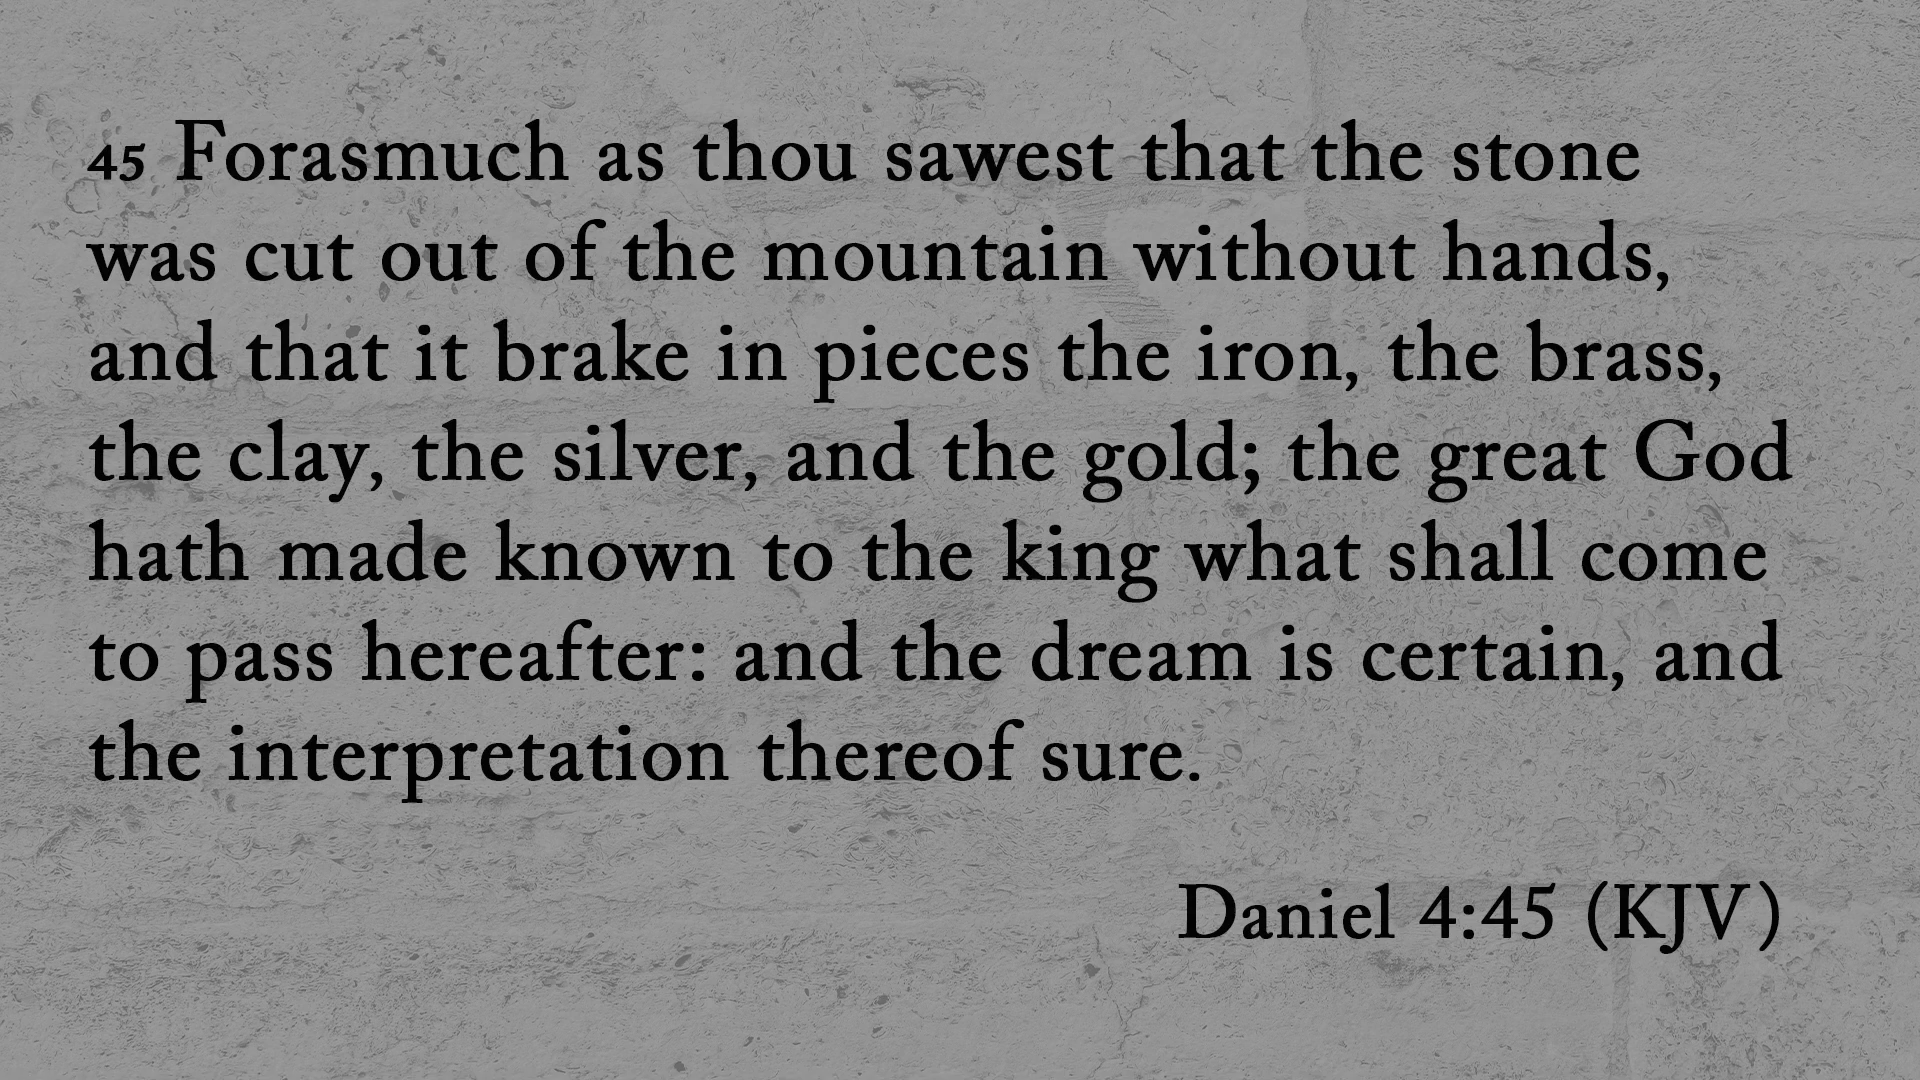 45 Forasmuch as thou sawest that the stone
was cut out of the mountain without hands,
and that it brake in pieces the iron, the brass,
the clay, the silver, and the gold; the great God
hath made known to the king what shall come
to pass hereafter: and the dream is certain, and
the interpretation thereof sure.
Daniel 4:45 (KJV)